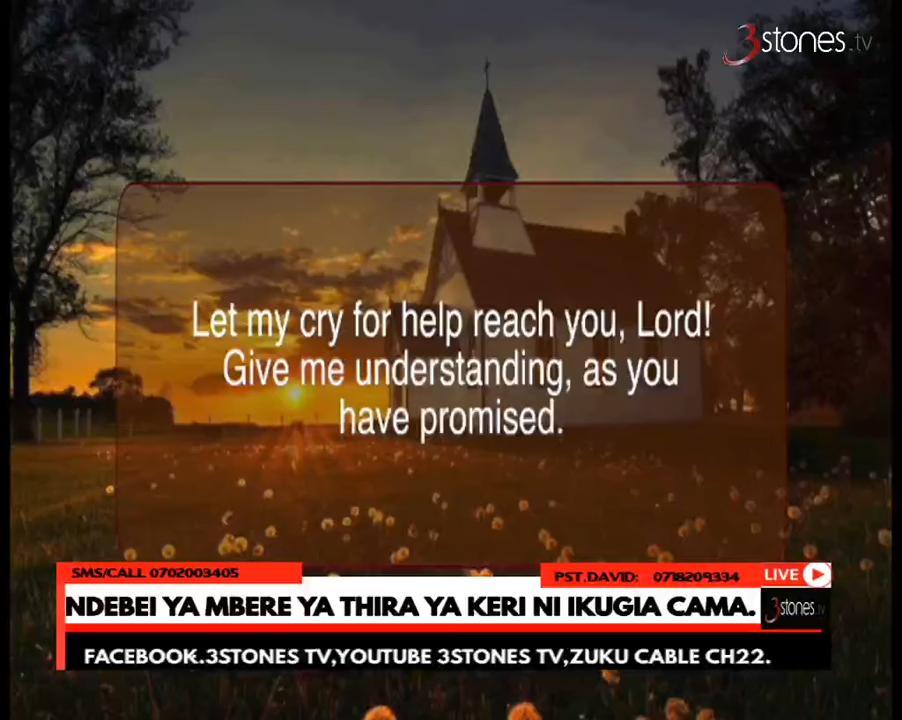 3stones.tv
Let my cry for help reach you, Lord!
Give me understanding, as you
have promised.
SMS/CALL 0702003405
PST.DAVID: 0718209334
LIVE
NDEBEI YA MBERE YA THIRA YA KERI NI IKUGIA CAMA.
3stones.tv
FACEBOOK.3STONES TV,YOUTUBE 3STONES TV,ZUKU CABLE CH22.